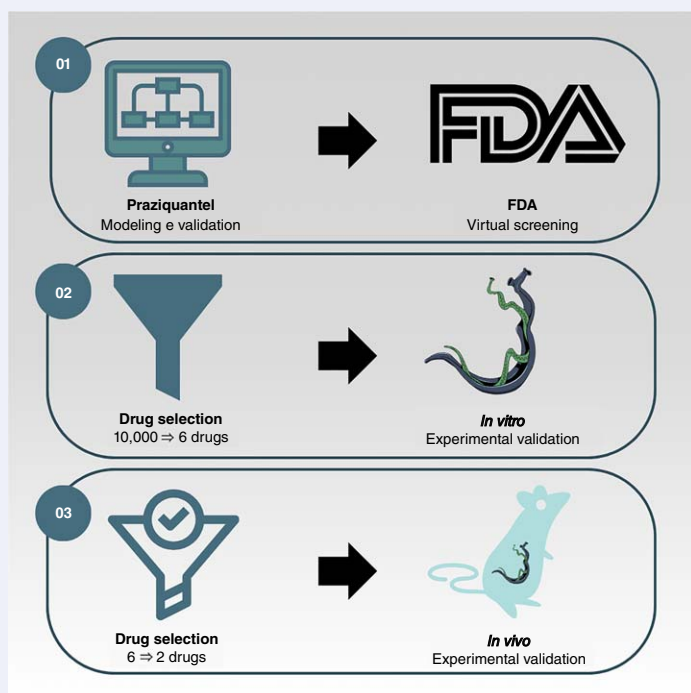 01
FDA
Praziquantel
Modeling e validation
FDA
Virtual screening
02
Drug selection
10,000 ⇒ 6 drugs
In vitro
Experimental validation
03
Drug selection
6 ⇒ 2 drugs
In vivo
Experimental validation